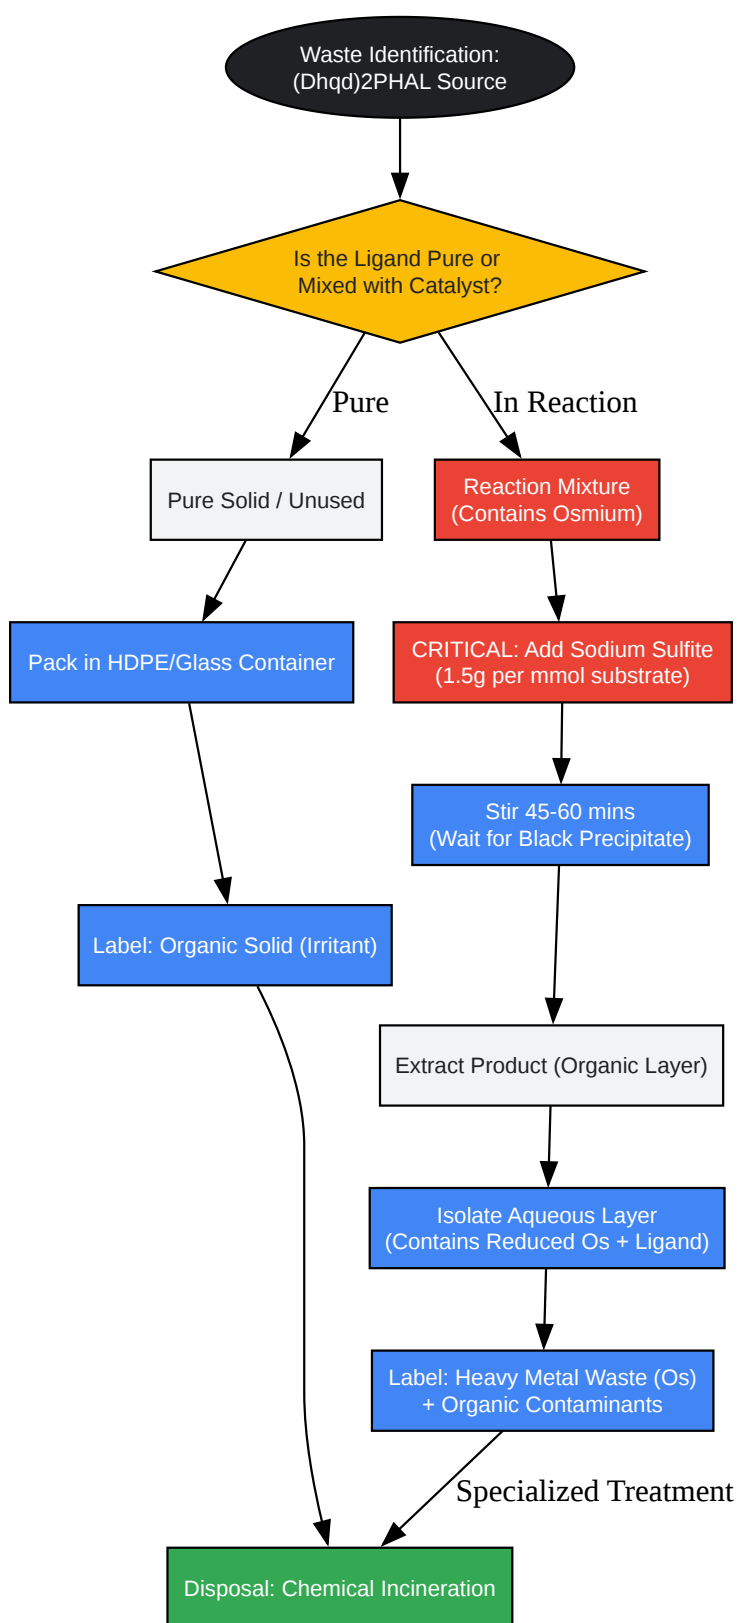 Waste Identification:
(Dhqd)2PHAL Source
Is the Ligand Pure or
Mixed with Catalyst?
Pure
In Reaction
Pure Solid / Unused
Reaction Mixture
(Contains Osmium)
Pack in HDPE/Glass Container
CRITICAL: Add Sodium Sulfite
(1.5g per mmol substrate)
Stir 45-60 mins
(Wait for Black Precipitate)
Label: Organic Solid (Irritant)
Extract Product (Organic Layer)
Isolate Aqueous Layer
(Contains Reduced Os + Ligand)
Label: Heavy Metal Waste (Os)
+ Organic Contaminants
Specialized Treatment
Disposal: Chemical Incineration